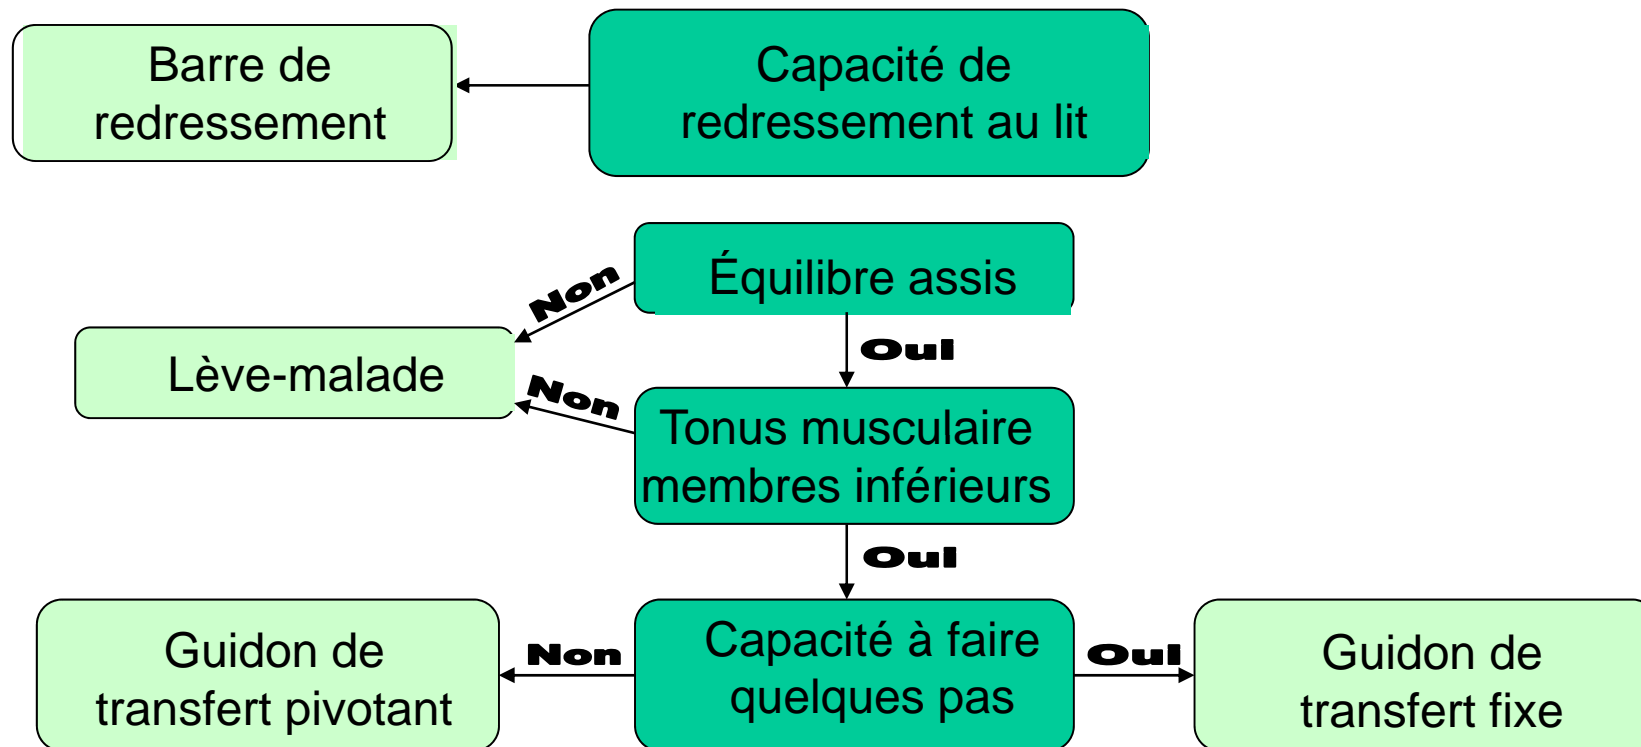 Barre de
redressement
Capacité de
redressement au lit
Équilibre assis
Non
Oui
Lève-malade
Non
Tonus musculaire
membres inférieurs
Oui
Guidon de
transfert pivotant
Non
Capacité à faire
quelques pas
Oui
Guidon de
transfert fixe